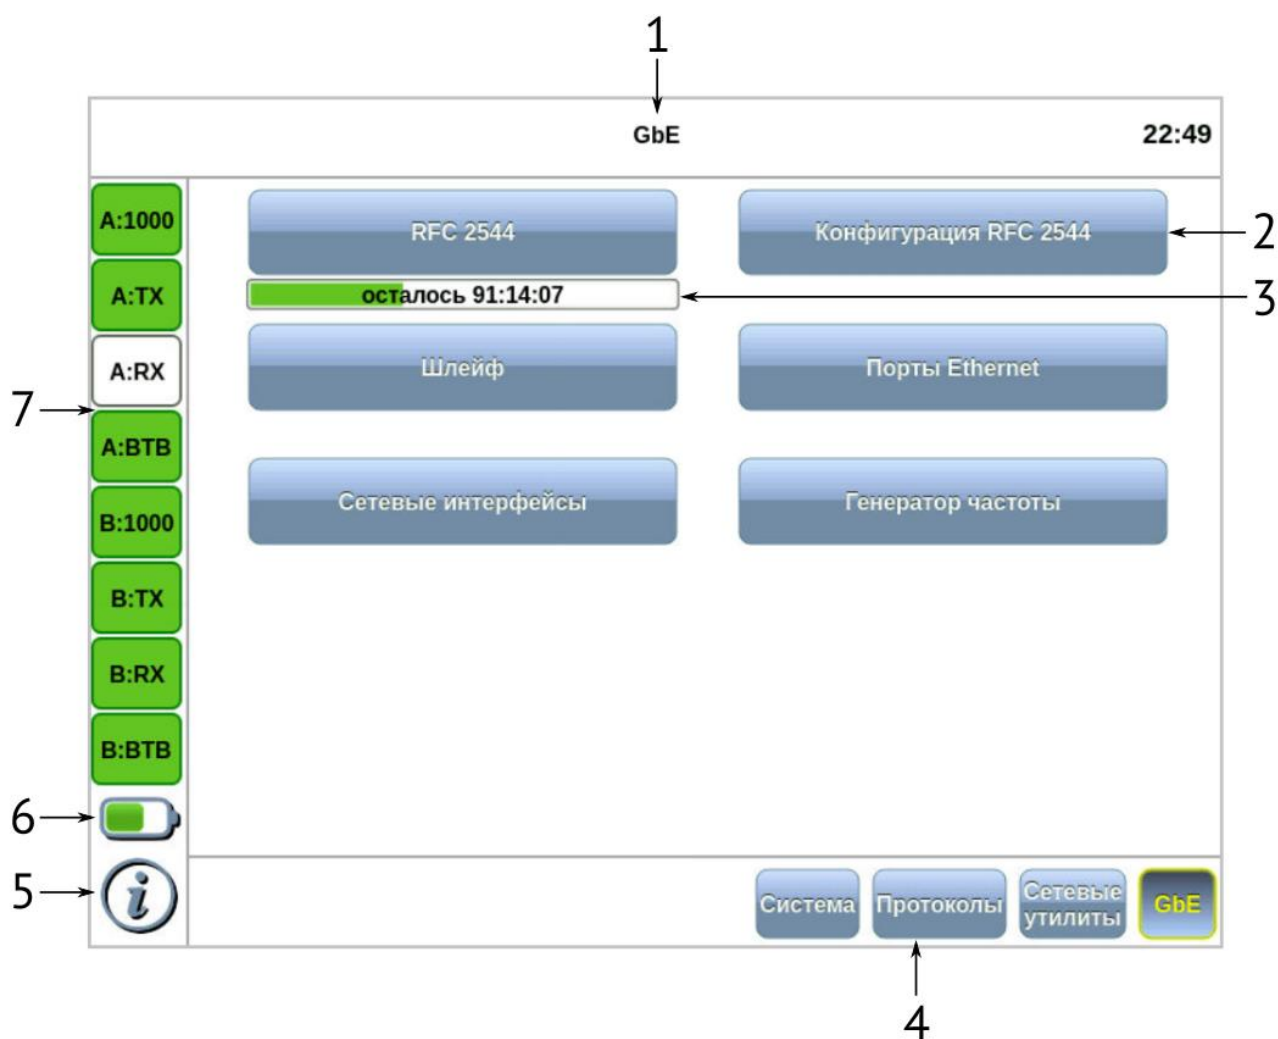 1
GbE
22:49
A:1000
RFC 2544
Конфигурация RFC 2544
2
A:TX
осталось 91:14:07
3
A:RX
Шлейф
Порты Ethernet
7
A:BTB
B:1000
Сетевые интерфейсы
Генератор частоты
B:TX
B:RX
B:BTB
6
5
i
Система
Протоколы
Сетевые
утилиты
GbE
4